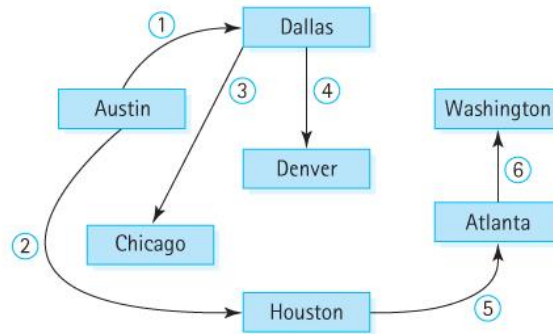 1
Dallas
3
4
Austin
Washington
Denver
6
2
Chicago
Atlanta
Houston
5